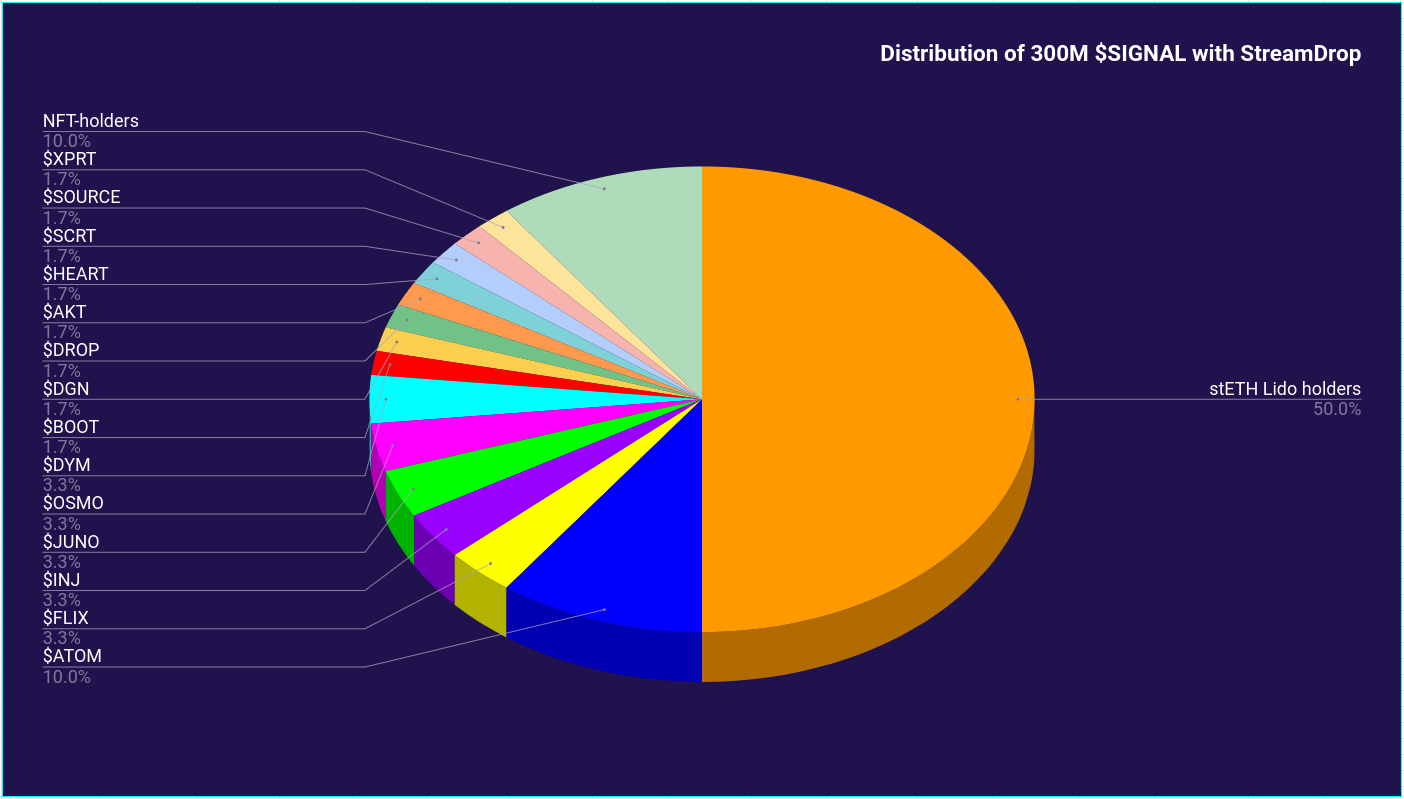 Distribution of 300M $SIGNAL with StreamDrop
NFT-holders
10.0%
$XPRT
1.7%
$SOURCE
1.7%
$SCRT
1.7%
$HEART
1.7%
$AKT
1.7%
$DROP
1.7%
$DGN
1.7%
$BOOT
1.7%
$DYM
3.3%
$OSMO
3.3%
$JUNO
3.3%
$INJ
3.3%
$FLIX
3.3%
$ATOM
10.0%
stETH Lido holders
50.0%